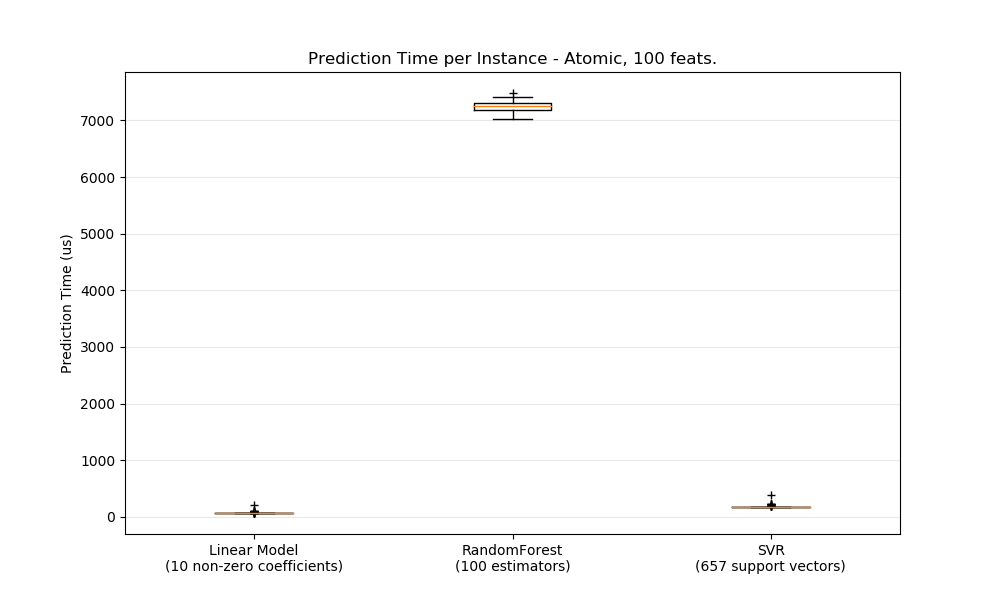 Prediction Time per Instance - Atomic, 100 feats.
Prediction Time (us)
7000
6000
5000
4000
3000
2000
1000
0
Linear Model
(10 non-zero coefficients)
RandomForest
(100 estimators)
SVR
(657 support vectors)